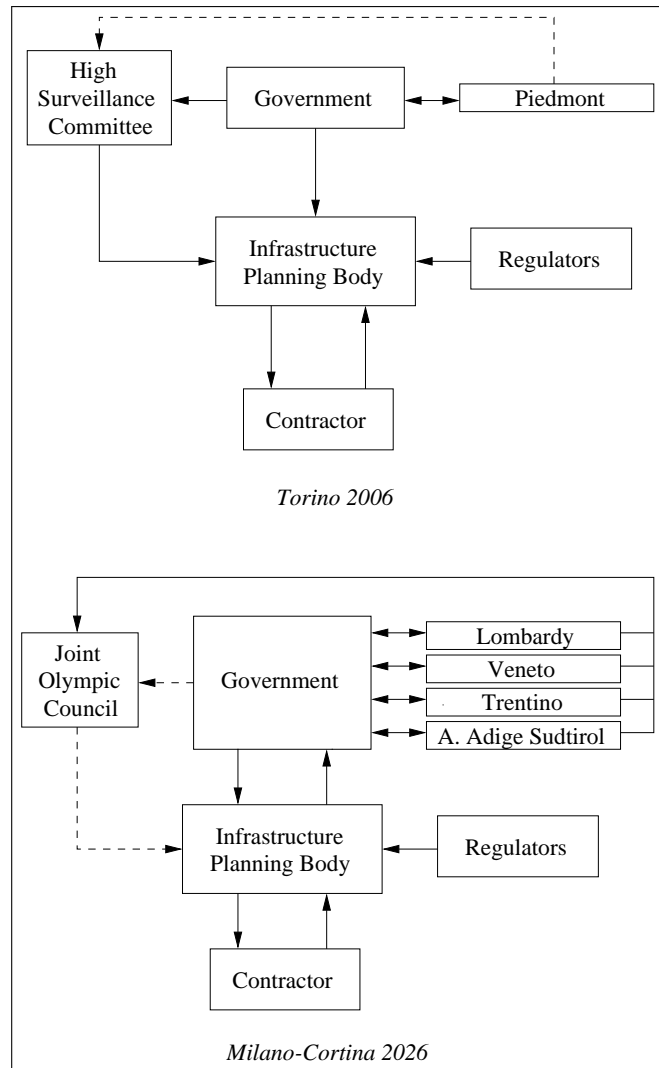 High
Surveillance
Committee
Government
Piedmont
Infrastructure
Planning Body
Regulators
Contractor
Torino 2006
Joint
Olympic
Council
Government
Lombardy
Veneto
Trentino
A. Adige Sudtirol
Infrastructure
Planning Body
Regulators
Contractor
Milano-Cortina 2026